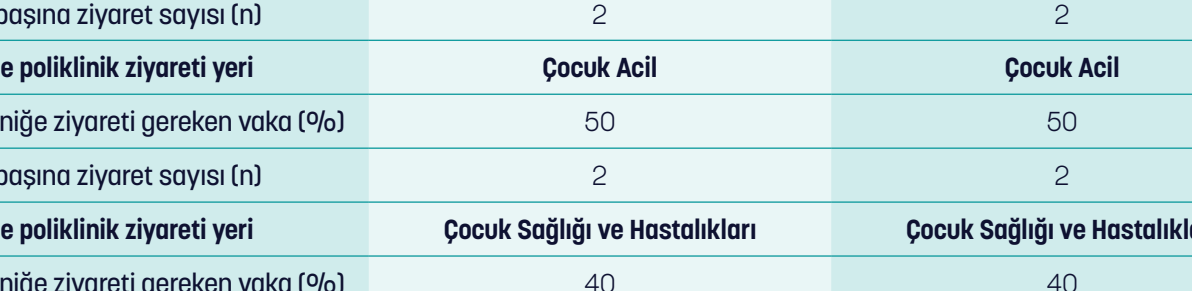 başına ziyaret sayısı (n) 2 2
e poliklinik ziyareti yeri Çocuk Acil Çocuk Acil
niğe ziyareti gereken vaka (%) 50 50
başına ziyaret sayısı (n) 2 2
e poliklinik ziyareti yeri Çocuk Sağlığı ve Hastalıkları Çocuk Sağlığı ve Hastalıkl
niğe ziyareti gereken vaka (%) 40 40